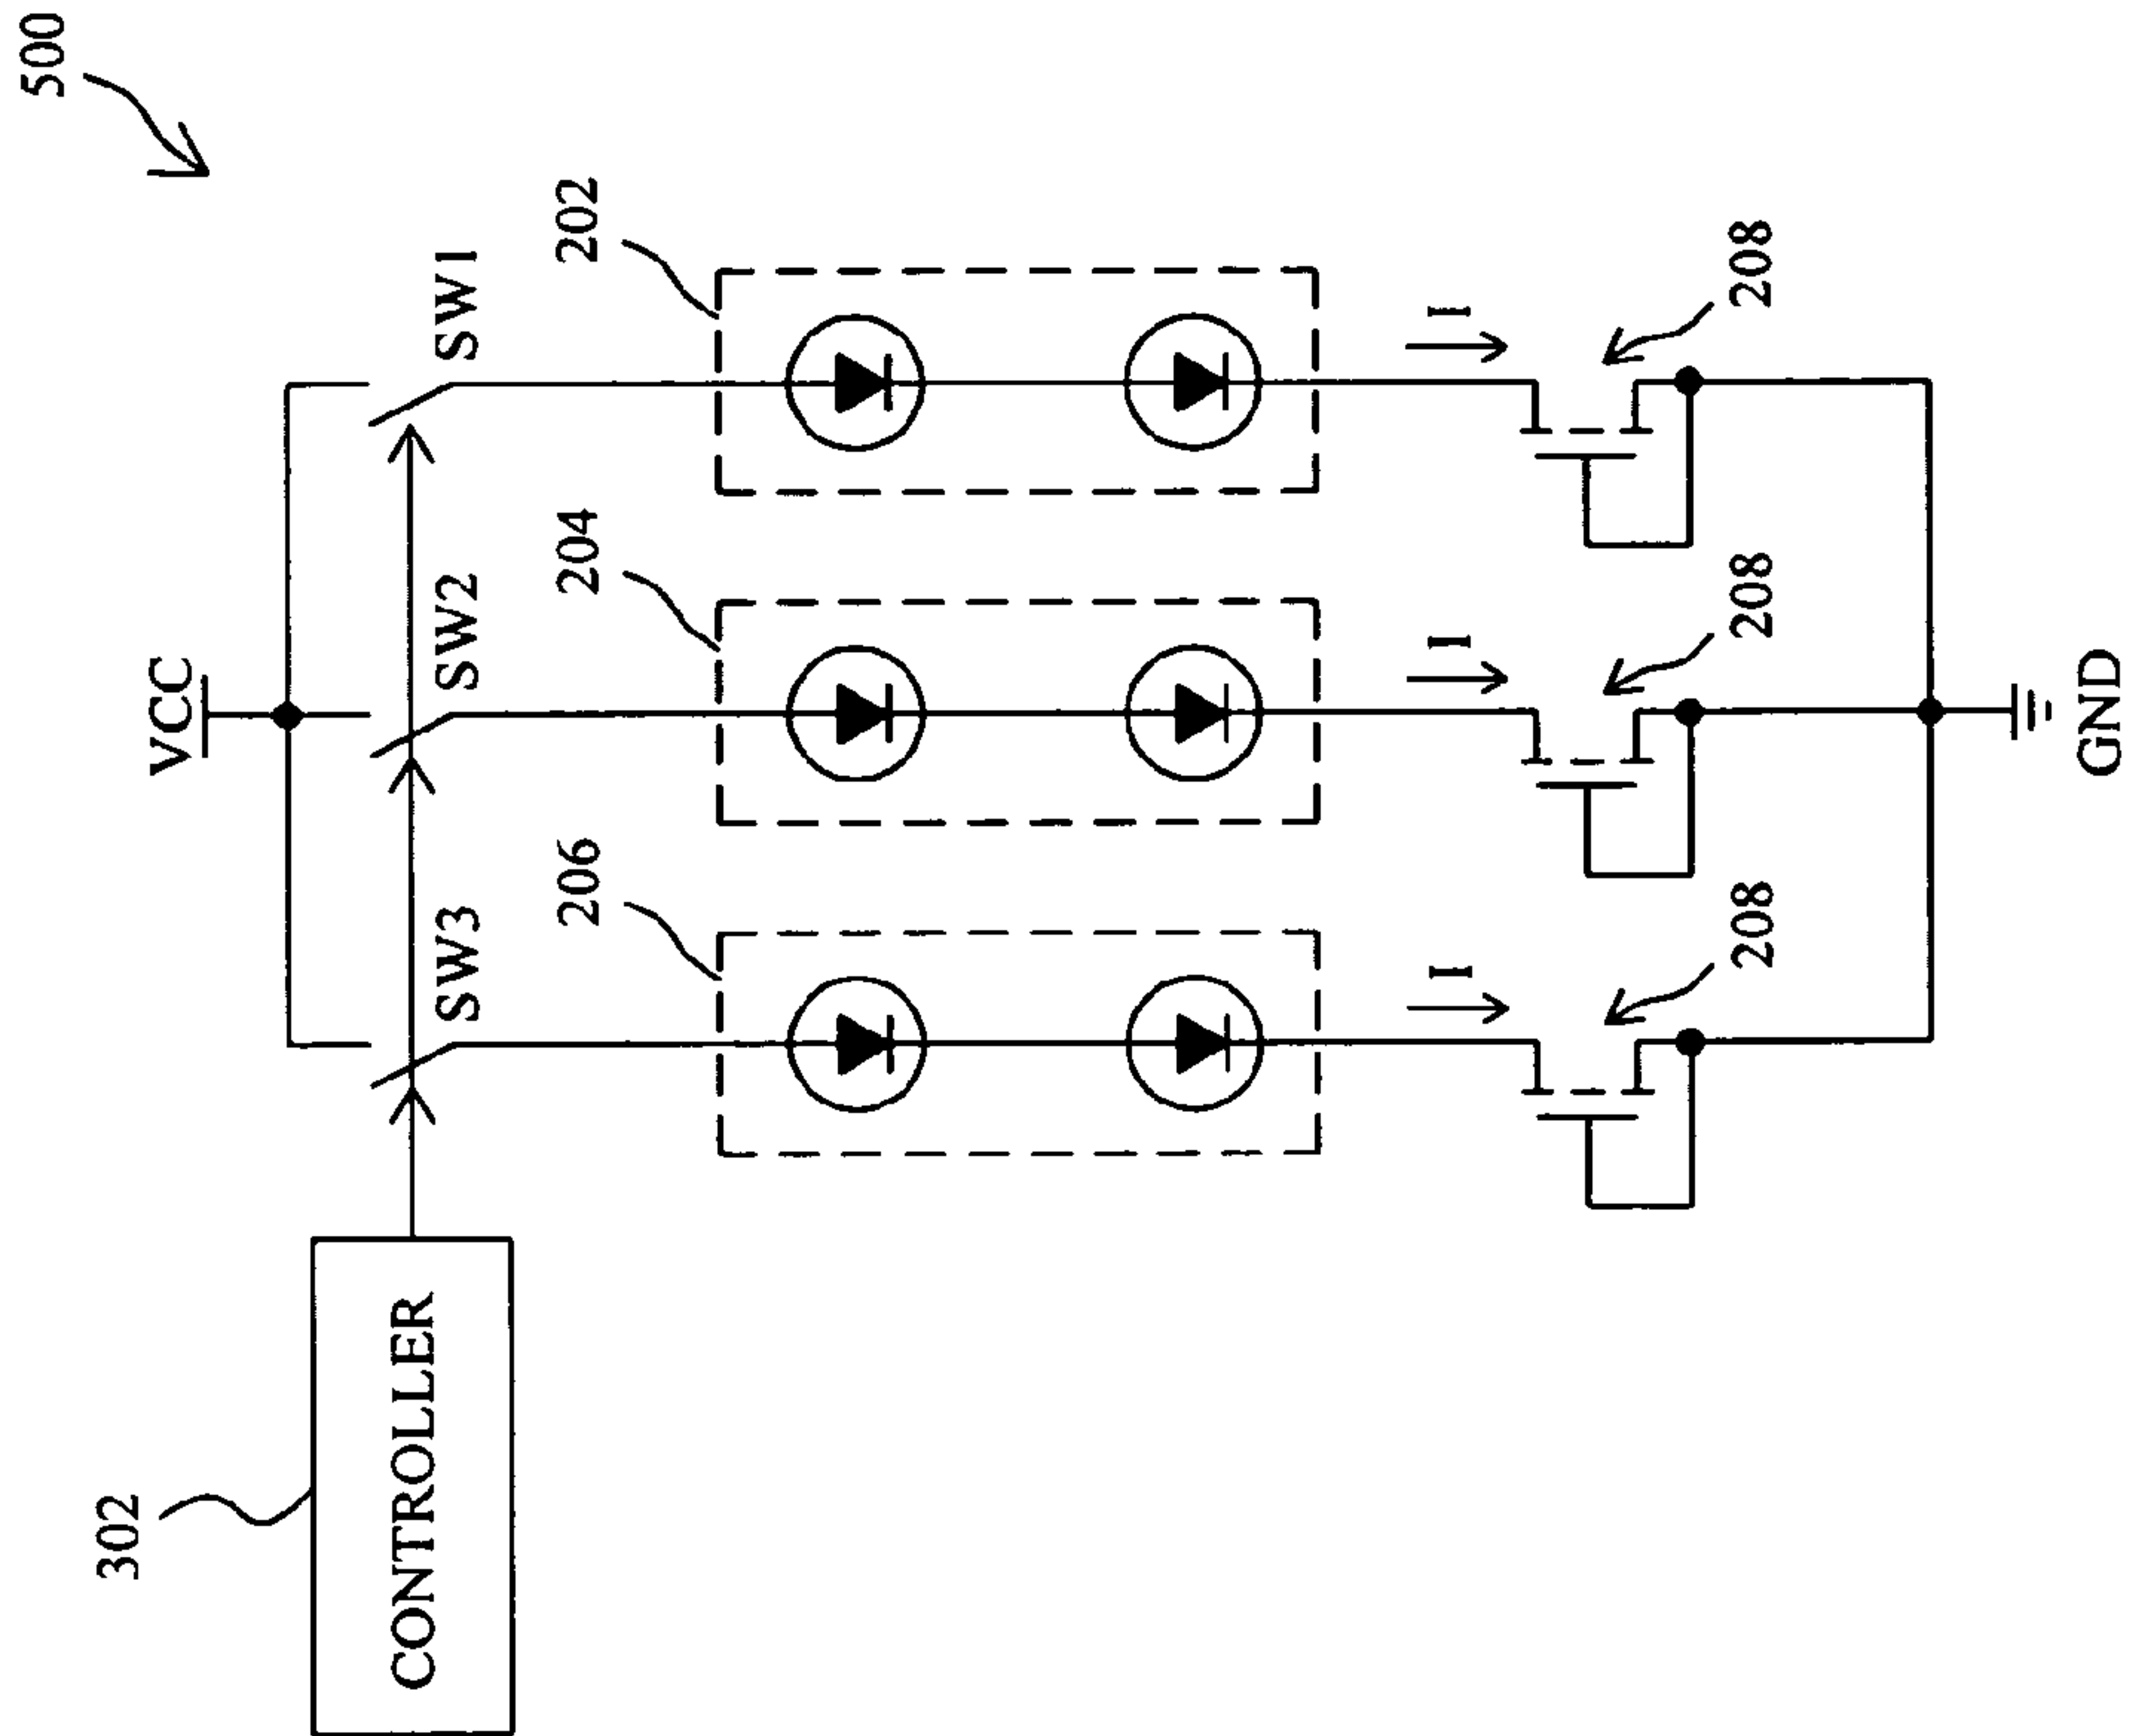 500
VCC
SW1
SW2
SW3
202
204
206
302
CONTROLLER
I
I
I
208
208
208
GND